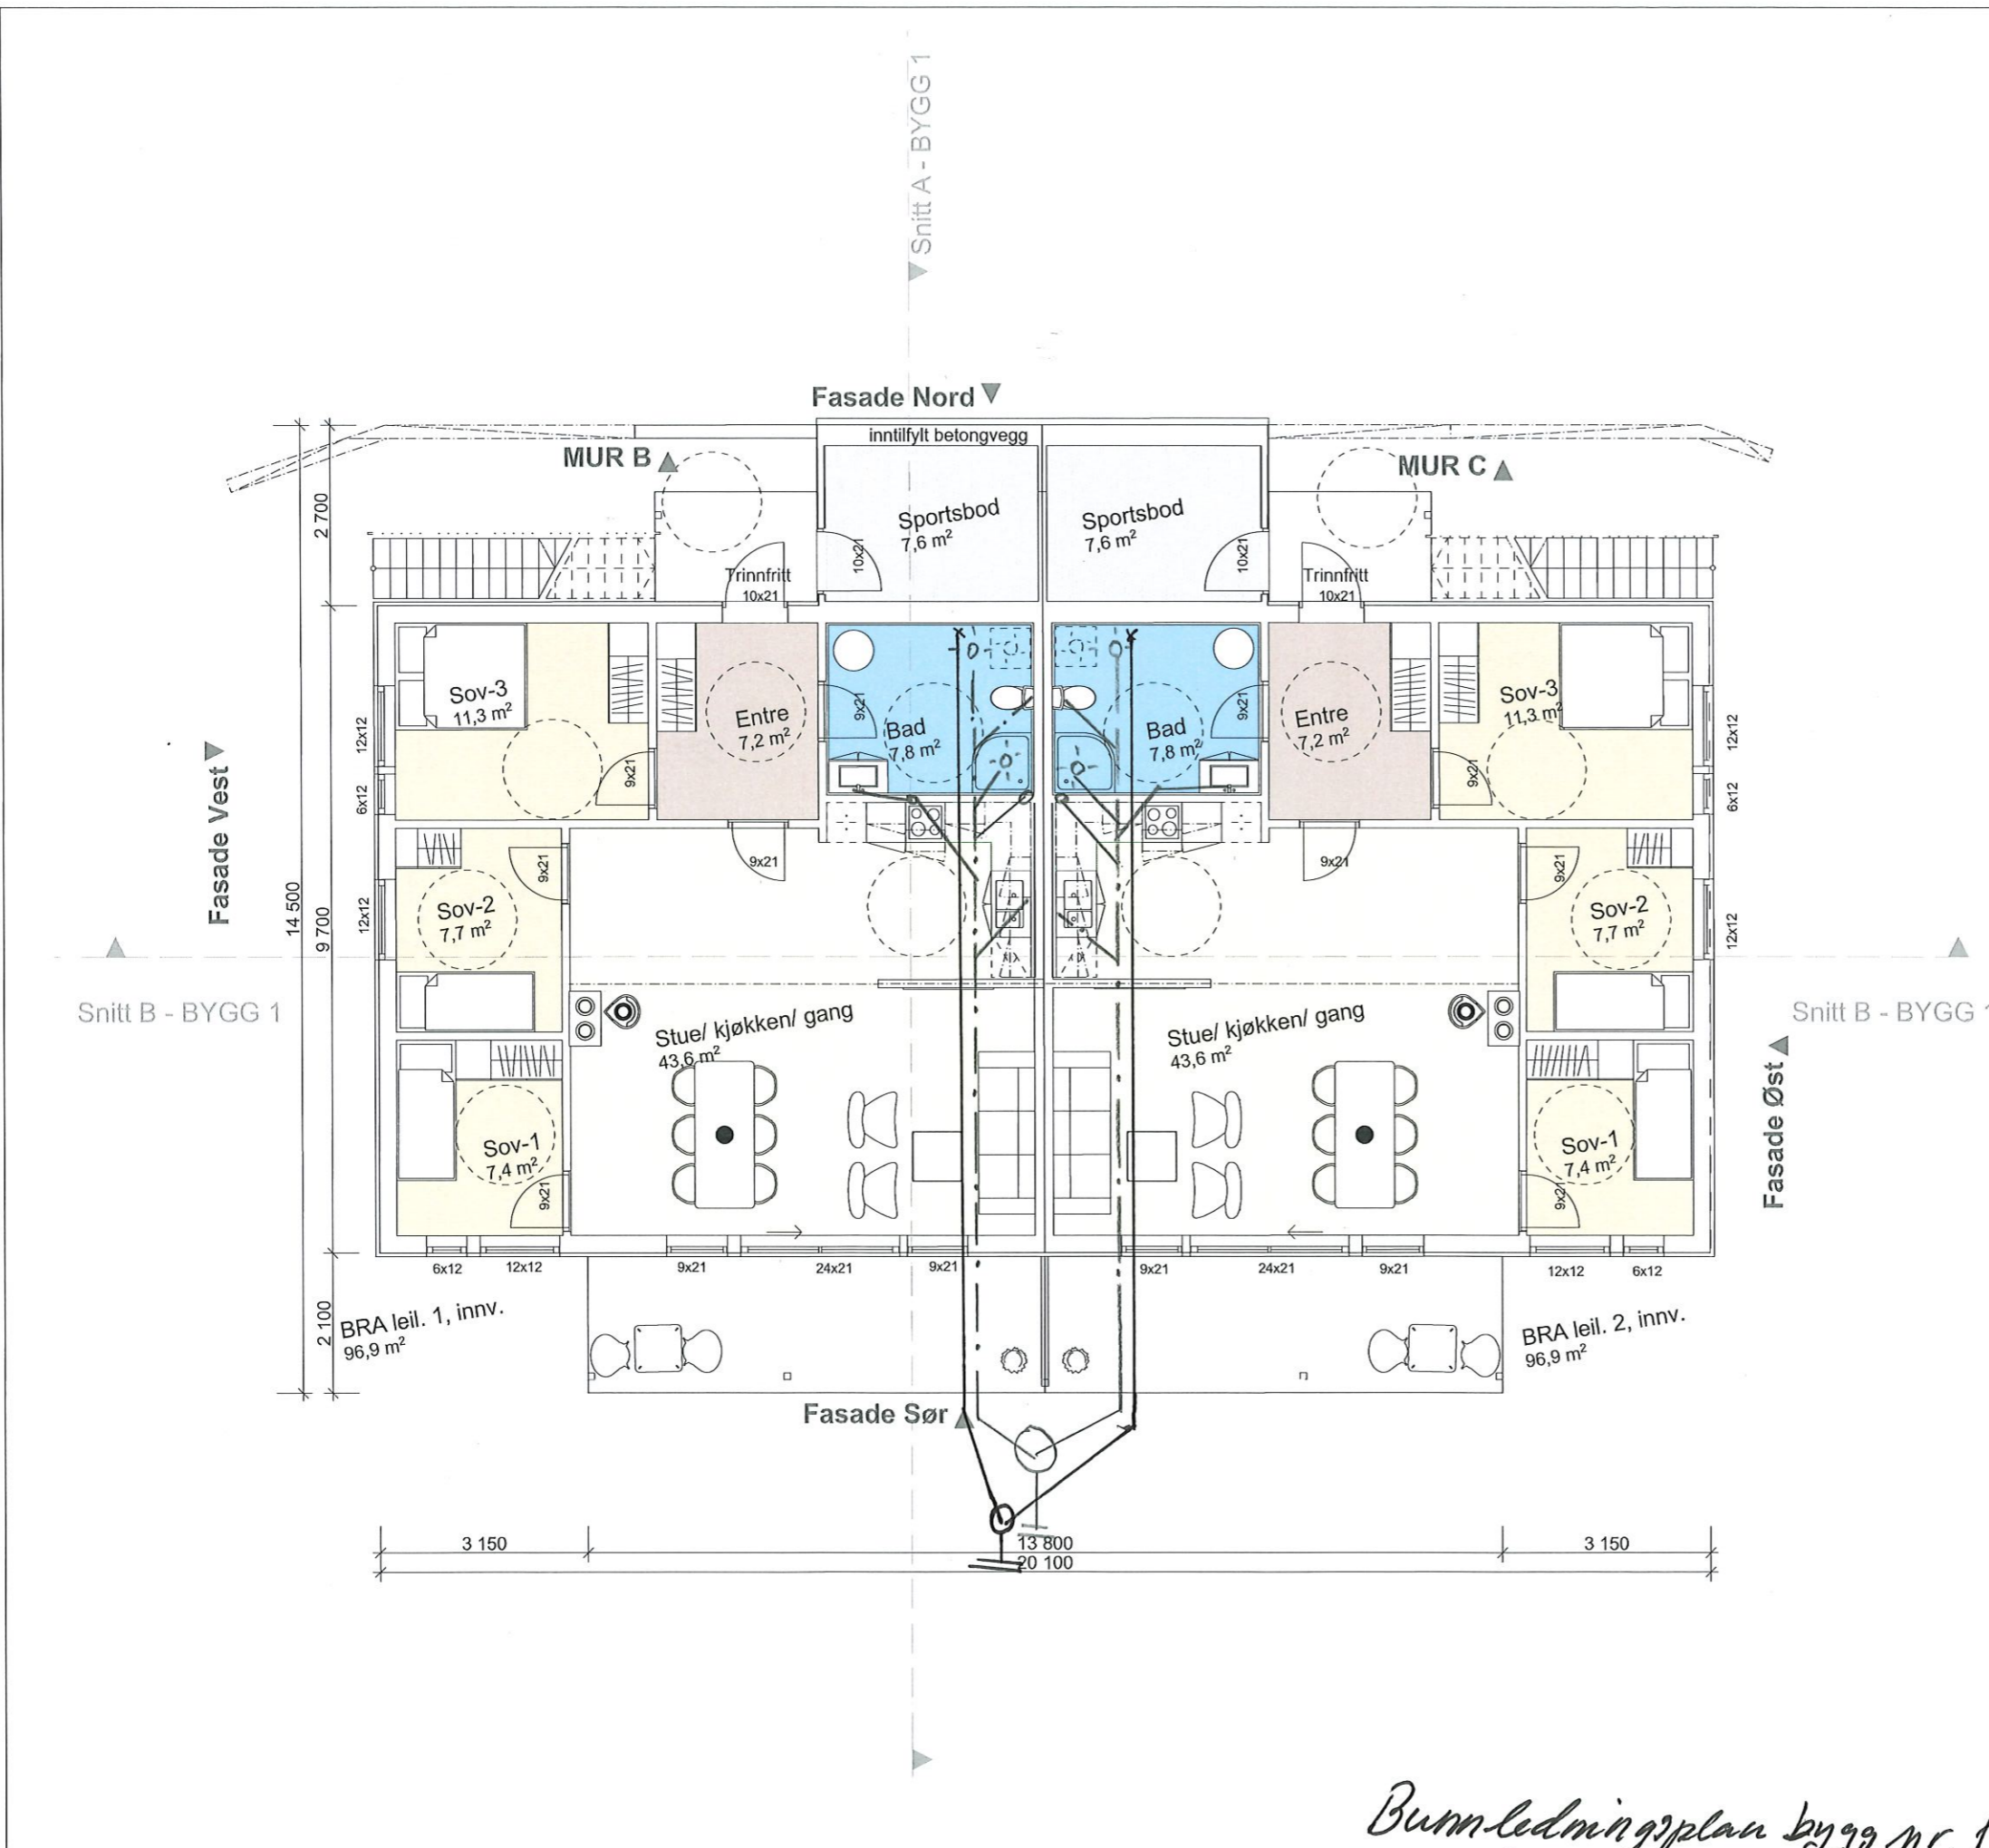 Snitt A - BYGG 1
Fasade Nord
inntilfylt betongvegg
MUR B
MUR C
2 700
Sportsbod
7,6 m²
Sportsbod
7,6 m²
10x21
10x21
Trinnfritt
10x21
Trinnfritt
10x21
Sov-3
11,3 m²
Entre
7,2 m²
9x21
Bad
7,8 m²
Bad
7,8 m²
9x21
Entre
7,2 m²
Sov-3
11,3 m²
12x12
6x12
9x21
9x21
12x12
6x12
Fasade Vest
14 500
9 700
12x12
Sov-2
7,7 m²
9x21
9x21
9x21
9x21
Sov-2
7,7 m²
12x12
Snitt B - BYGG 1
Snitt B - BYGG 1
Stue/ kjøkken/ gang
43,6 m²
Stue/ kjøkken/ gang
43,6 m²
Fasade Øst
Sov-1
7,4 m²
9x21
Sov-1
7,4 m²
9x21
6x12
12x12
9x21
24x21
9x21
9x21
24x21
9x21
12x12
6x12
2 100
BRA leil. 1, innv.
96,9 m²
BRA leil. 2, innv.
96,9 m²
Fasade Sør
3 150
13 800
3 150
20 100
Bunnledningsplan bygg nr 1